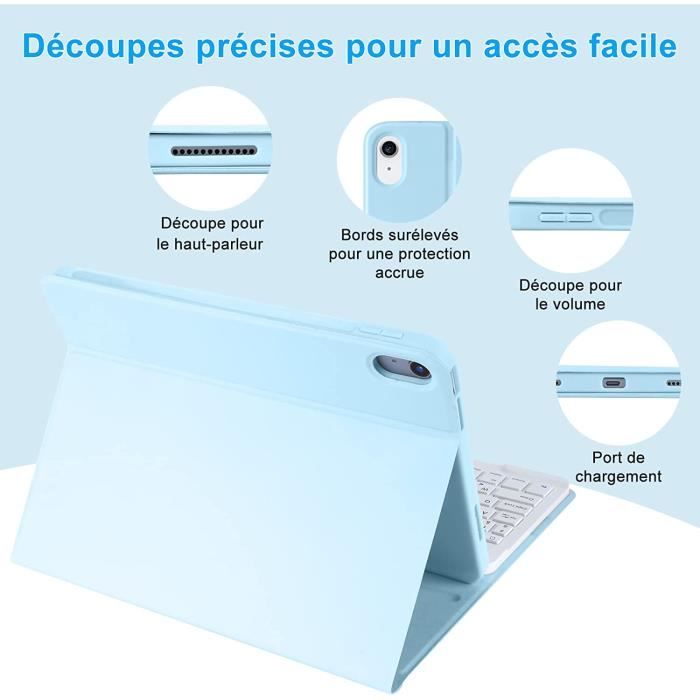 Découpes précises pour un accès facile
Découpe pour
le haut-parleur
Bords surélevés
pour une protection
accrue
Découpe pour
le volume
Port de
chargement